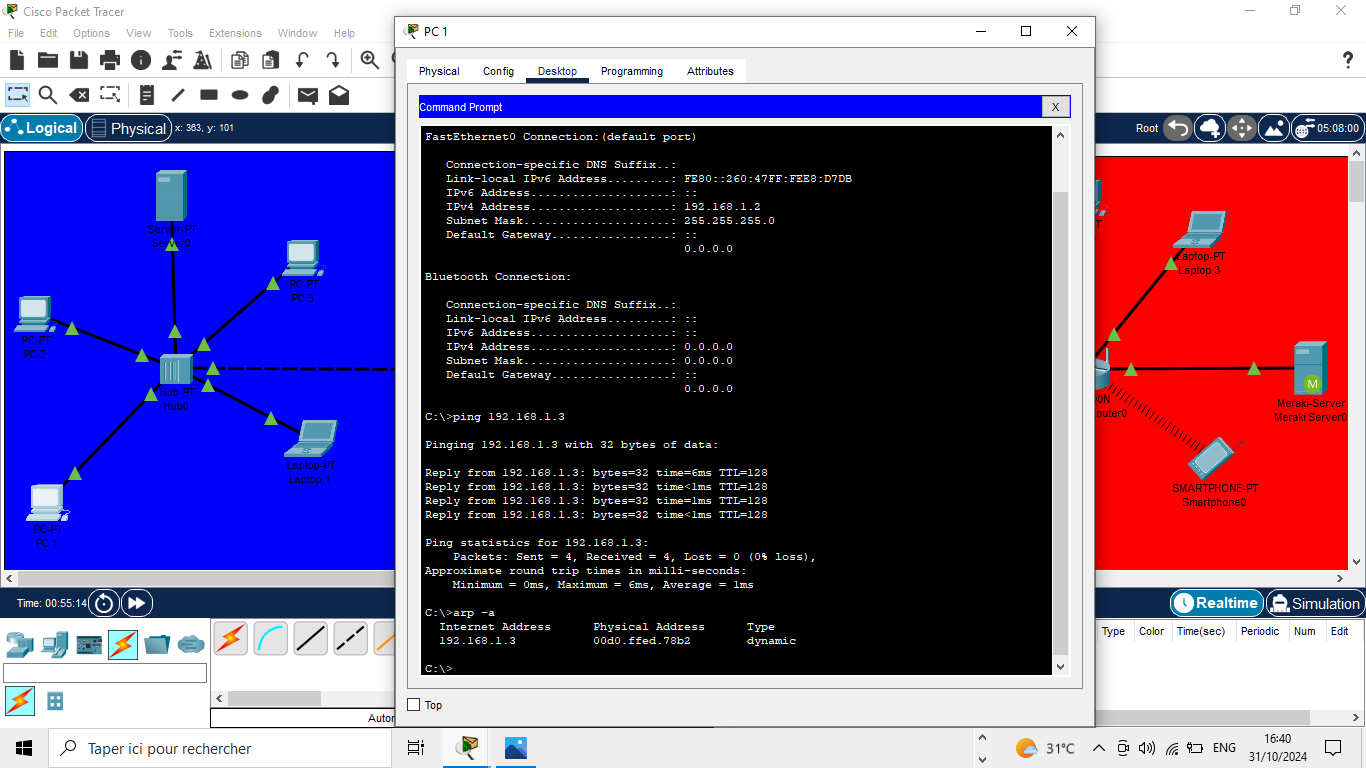 Cisco Packet Tracer
File Edit Options View Tools Extensions Window Help
Logical Physical x: 363, y: 101
Root 05:08:00
Server-PT
Server0
PC-PT
PC 3
PC-PT
PC 2
Hub-PT
Hub0
Laptop-PT
Laptop 1
PC-PT
PC 1
PC 1
Physical Config Desktop Programming Attributes
Command Prompt X
FastEthernet0 Connection:(default port)
Connection-specific DNS Suffix..:
Link-local IPv6 Address.........: FE80::260:47FF:FEE8:D7DB
IPv6 Address....................: ::
IPv4 Address....................: 192.168.1.2
Subnet Mask.....................: 255.255.255.0
Default Gateway.................: ::
0.0.0.0
Bluetooth Connection:
Connection-specific DNS Suffix..:
Link-local IPv6 Address.........: ::
IPv6 Address....................: ::
IPv4 Address....................: 0.0.0.0
Subnet Mask.....................: 0.0.0.0
Default Gateway.................: ::
0.0.0.0
C:\>ping 192.168.1.3
Pinging 192.168.1.3 with 32 bytes of data:
Reply from 192.168.1.3: bytes=32 time=6ms TTL=128
Reply from 192.168.1.3: bytes=32 time<1ms TTL=128
Reply from 192.168.1.3: bytes=32 time<1ms TTL=128
Reply from 192.168.1.3: bytes=32 time<1ms TTL=128
Ping statistics for 192.168.1.3:
Packets: Sent = 4, Received = 4, Lost = 0 (0% loss),
Approximate round trip times in milli-seconds:
Minimum = 0ms, Maximum = 6ms, Average = 1ms
C:\>arp -a
Internet Address Physical Address Type
192.168.1.3 00d0.ffed.78b2 dynamic
C:\>
Top
Laptop-PT
Laptop 3
Meraki-Server
Meraki Server0
M
00N
outer0
SMARTPHONE-PT
Smartphone0
Time: 00:55:14
Realtime Simulation
Type Color Time(sec) Periodic Num Edit
Autor
Taper ici pour rechercher
31°C ENG 16:40
31/10/2024